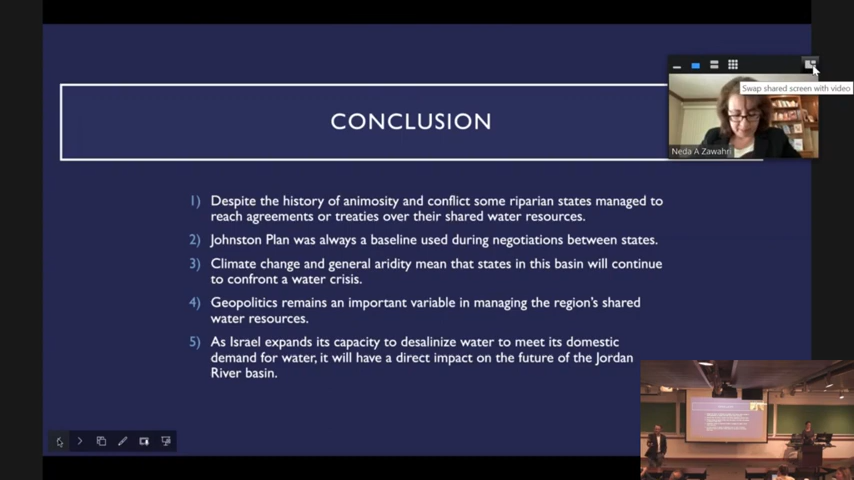 CONCLUSION
Swap shared screen with video
Neda A Zawahri
1) Despite the history of animosity and conflict some riparian states managed to
reach agreements or treaties over their shared water resources.
2) Johnston Plan was always a baseline used during negotiations between states.
3) Climate change and general aridity mean that states in this basin will continue
to confront a water crisis.
4) Geopolitics remains an important variable in managing the region's shared
water resources.
5) As Israel expands its capacity to desalinize water to meet its domestic
demand for water, it will have a direct impact on the future of the Jordan
River basin.